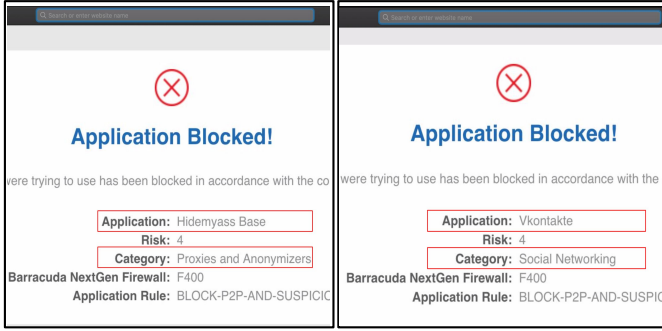 Search or enter website name
Application Blocked!
were trying to use has been blocked in accordance with the co
Application: Hidemyass Base
Risk: 4
Category: Proxies and Anonymizers
Barracuda NextGen Firewall: F400
Application Rule: BLOCK-P2P-AND-SUSPICIO
Search or enter website name
Application Blocked!
were trying to use has been blocked in accordance with the
Application: Vkontakte
Risk: 4
Category: Social Networking
Barracuda NextGen Firewall: F400
Application Rule: BLOCK-P2P-AND-SUSPIC